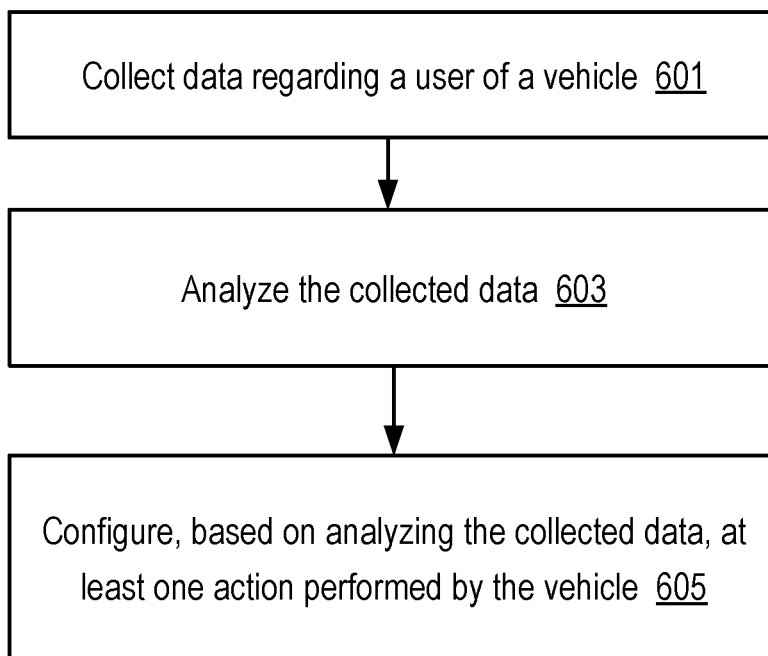 Collect data regarding a user of a vehicle 601
Analyze the collected data 603
Configure, based on analyzing the collected data, at
least one action performed by the vehicle 605